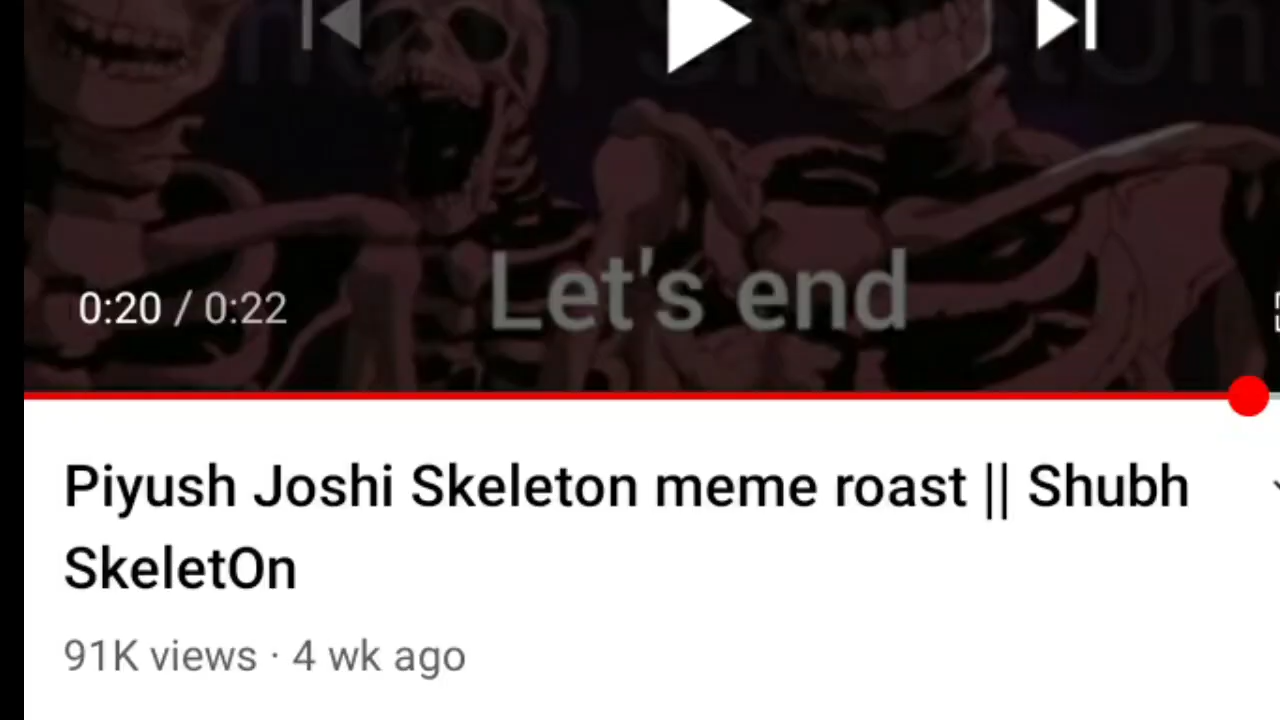 Let's end
0:20 / 0:22
Piyush Joshi Skeleton meme roast || Shubh
SkeletOn
91K views · 4 wk ago